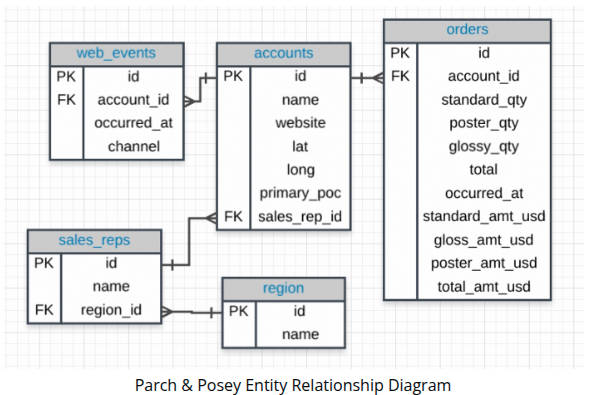 web_events
PK id
FK account_id
occurred_at
channel
accounts
PK id
name
website
lat
long
primary_poc
FK sales_rep_id
orders
PK id
FK account_id
standard_qty
poster_qty
glossy_qty
total
occurred_at
standard_amt_usd
gloss_amt_usd
poster_amt_usd
total_amt_usd
sales_reps
PK id
name
FK region_id
region
PK id
name
Parch & Posey Entity Relationship Diagram